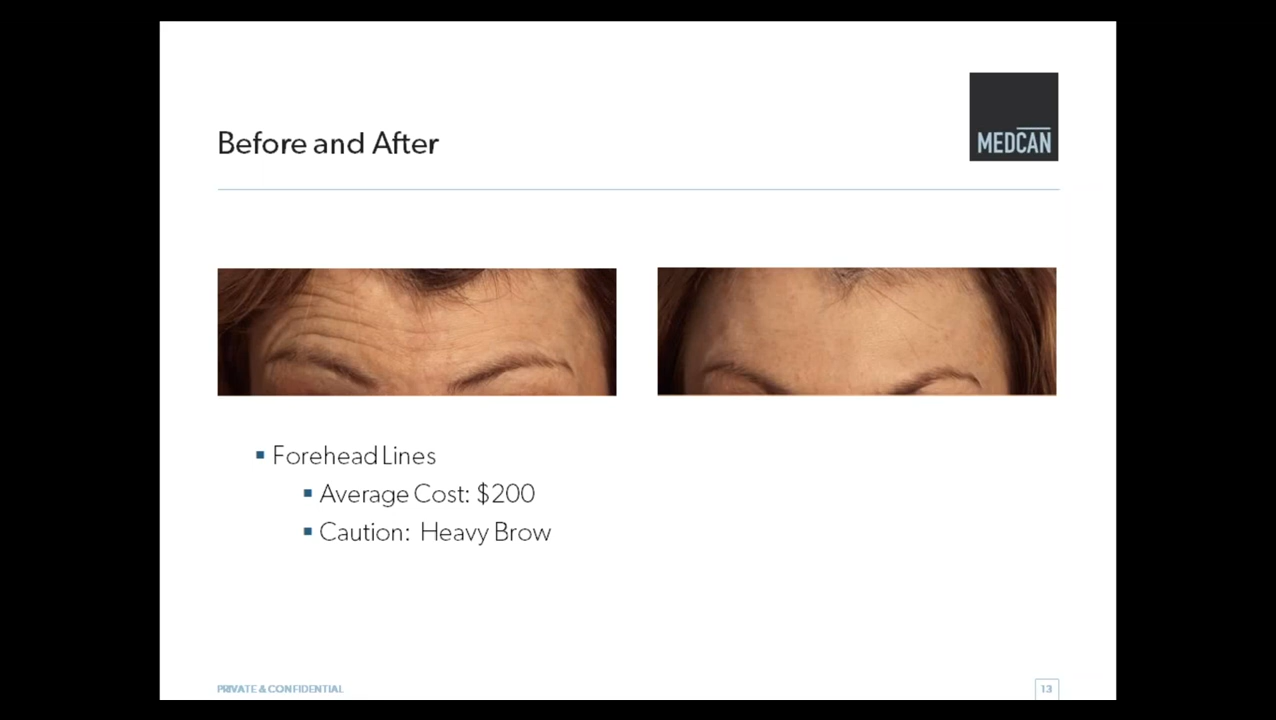 MEDCAN
Before and After
Forehead Lines
Average Cost: $200
Caution: Heavy Brow
PRIVATE & CONFIDENTIAL
13